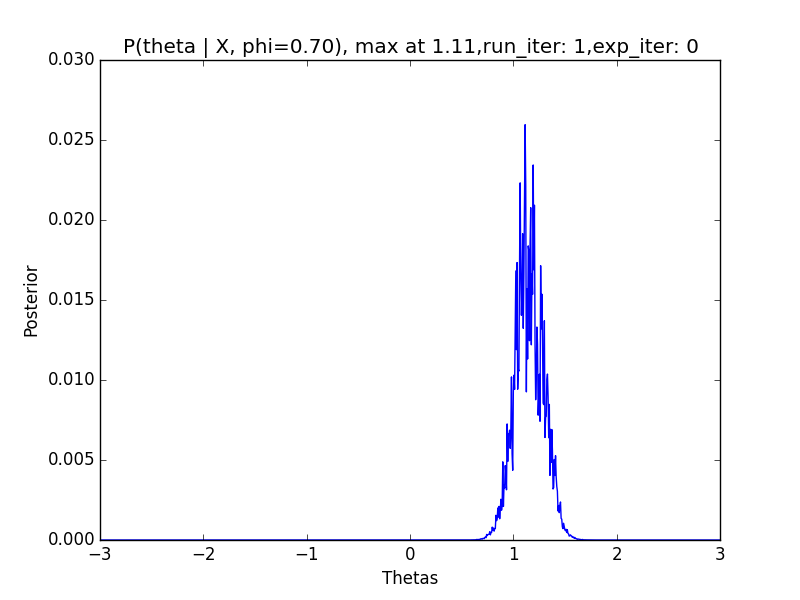 P(theta | X, phi=0.70), max at 1.11,run_iter: 1,exp_iter: 0
0.030
0.025
0.020
0.015
0.010
0.005
0.000
Posterior
−3 −2 −1 0 1 2 3
Thetas